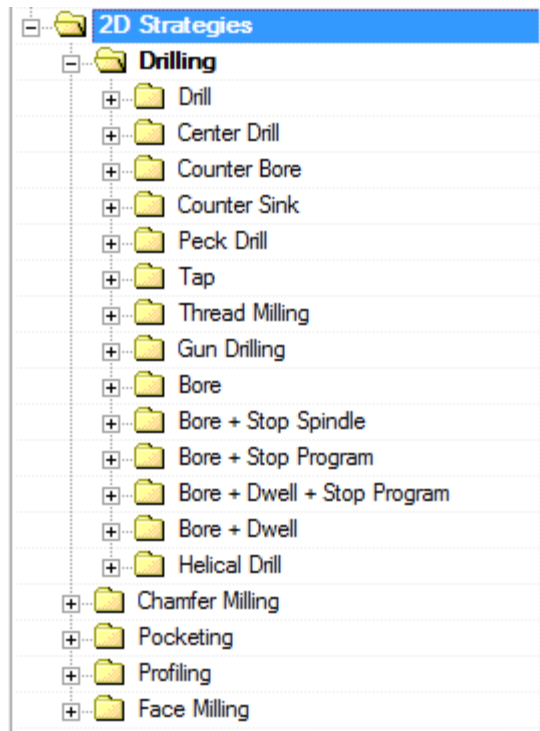 2D Strategies
Drilling
Drill
Center Drill
Counter Bore
Counter Sink
Peck Drill
Tap
Thread Milling
Gun Drilling
Bore
Bore + Stop Spindle
Bore + Stop Program
Bore + Dwell + Stop Program
Bore + Dwell
Helical Drill
Chamfer Milling
Pocketing
Profiling
Face Milling